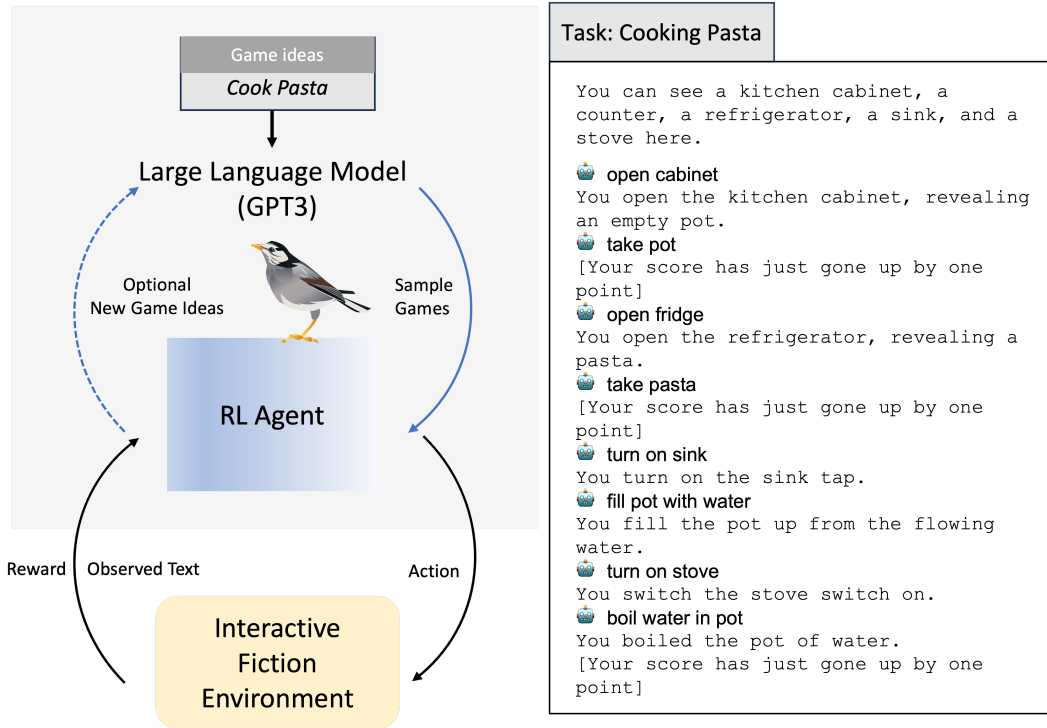 Game ideas
Cook Pasta
Large Language Model
(GPT3)
Optional
New Game Ideas
Sample
Games
RL Agent
Reward
Observed Text
Action
Interactive
Fiction
Environment
Task: Cooking Pasta
You can see a kitchen cabinet, a
counter, a refrigerator, a sink, and a
stove here.
open cabinet
You open the kitchen cabinet, revealing
an empty pot.
take pot
[Your score has just gone up by one
point]
open fridge
You open the refrigerator, revealing a
pasta.
take pasta
[Your score has just gone up by one
point]
turn on sink
You turn on the sink tap.
fill pot with water
You fill the pot up from the flowing
water.
turn on stove
You switch the stove switch on.
boil water in pot
You boiled the pot of water.
[Your score has just gone up by one
point]